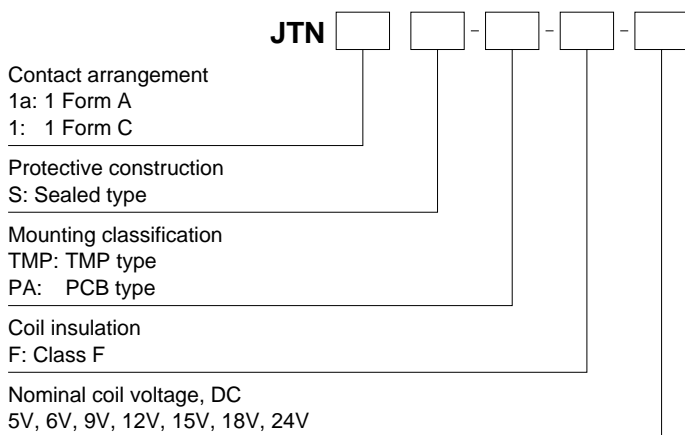 JTN - - -
Contact arrangement
1a: 1 Form A
1: 1 Form C
Protective construction
S: Sealed type
Mounting classification
TMP: TMP type
PA: PCB type
Coil insulation
F: Class F
Nominal coil voltage, DC
5V, 6V, 9V, 12V, 15V, 18V, 24V